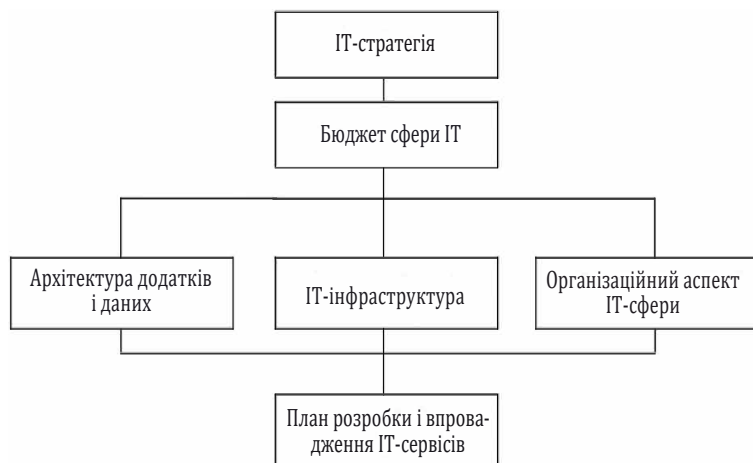 ІТ-стратегія
Бюджет сфери ІТ
Архітектура додатків
і даних
ІТ-інфраструктура
Організаційний аспект
ІТ-сфери
План розробки і впрова-
дження ІТ-сервісів